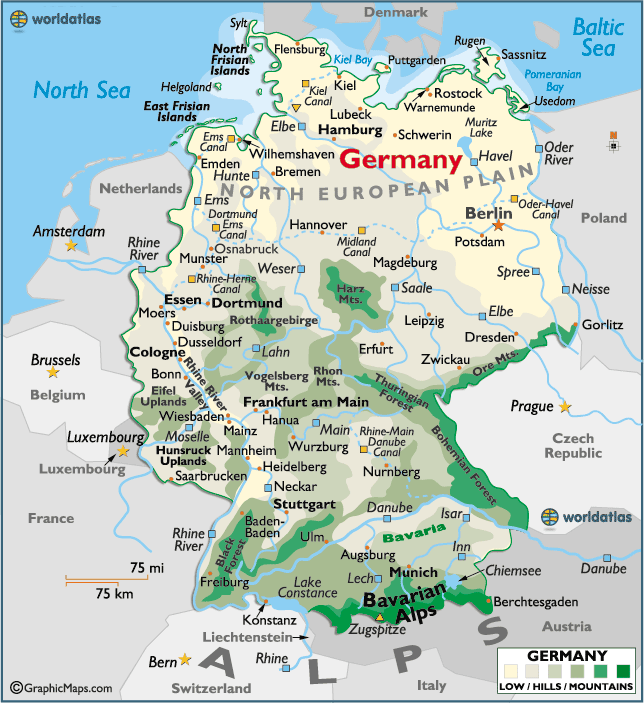 worldatlas
Denmark
Baltic
Sea
Sylt
North
Frisian
Islands
Flensburg
Kiel Bay
Puttgarden
Rugen
Sassnitz
Pomeranian
Bay
North Sea
Helgoland
East Frisian
Islands
Kiel
Canal
Kiel
Rostock
Warnemunde
Usedom
Lubeck
Elbe
Hamburg
Schwerin
Muritz
Lake
Ems
Canal
Wilhemshaven
Emden
Hunte
Bremen
Germany
Havel
Oder
River
NORTH EUROPEAN PLAIN
Netherlands
Ems
Dortmund
Ems
Canal
Hannover
Midland
Canal
Berlin
Oder-Havel
Canal
Poland
Potsdam
Amsterdam
Rhine
River
Osnabruck
Munster
Weser
Magdeburg
Spree
Rhine-Herne
Canal
Harz
Mts.
Saale
Neisse
Essen
Dortmund
Moers
Rothaargebirge
Duisburg
Leipzig
Elbe
Gorlitz
Dusseldorf
Dresden
Cologne
Lahn
Erfurt
Zwickau
Ore Mts.
Brussels
Bonn
Rhine River
Valley
Vogelsberg
Mts.
Rhon
Mts.
Thuringian
Forest
Belgium
Eifel
Uplands
Frankfurt am Main
Prague
Wiesbaden
Hanua
Bohemian Forest
Luxembourg
Moselle
Mainz
Main
Rhine-Main
Danube
Canal
Czech
Republic
Luxembourg
Hunsruck
Uplands
Mannheim
Wurzburg
Heidelberg
Nurnberg
Saarbrucken
Neckar
France
Stuttgart
Danube
Isar
worldatlas
Rhine
River
Baden-
Baden
Ulm
Bavaria
Black
Forest
Augsburg
Inn
Danube
75 mi
75 km
Freiburg
Lake
Constance
Lech
Munich
Chiemsee
Bavarian
Alps
Berchtesgaden
Konstanz
Zugspitze
Austria
Liechtenstein
Bern
Rhine
ALPS
Switzerland
Italy
GERMANY
LOW / HILLS / MOUNTAINS
©GraphicMaps.com